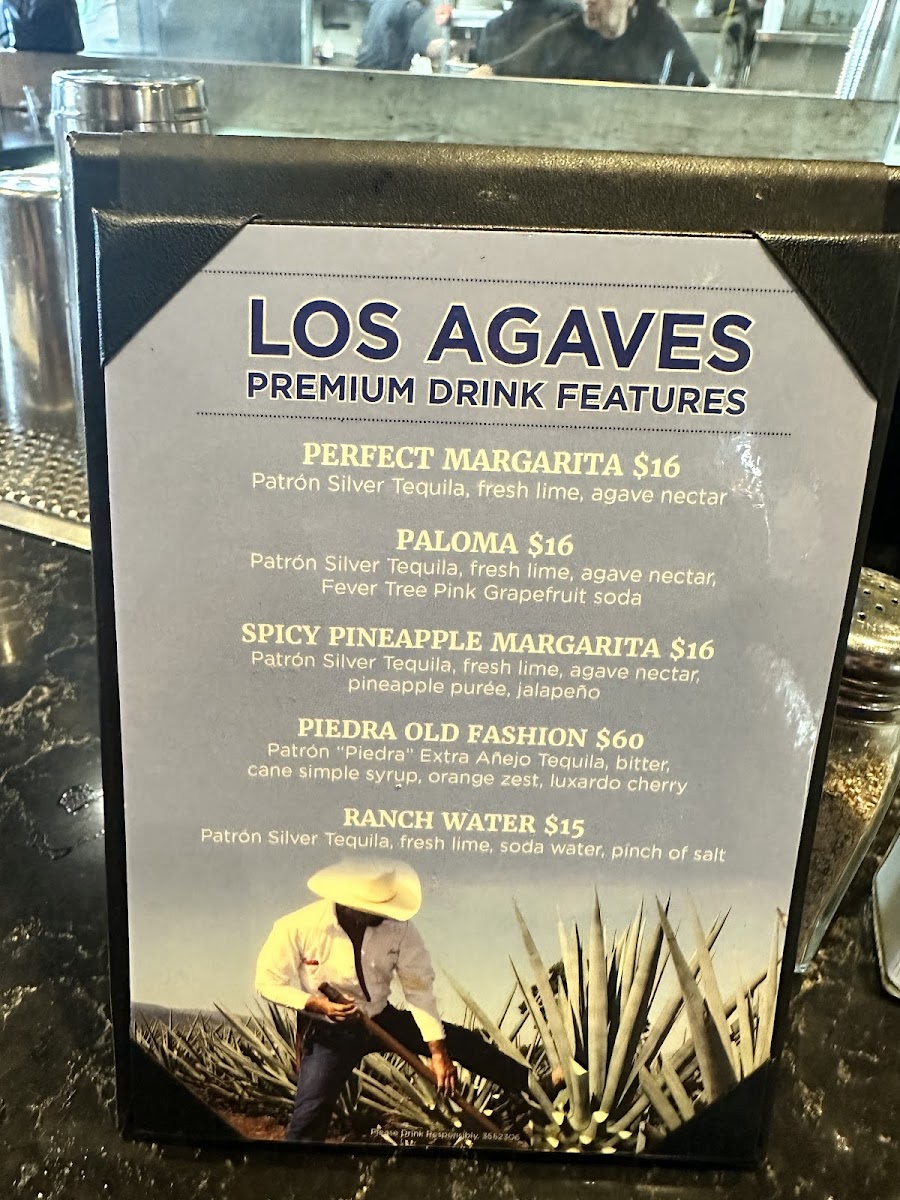 LOS AGAVES
PREMIUM DRINK FEATURES
PERFECT MARGARITA $16
Patrón Silver Tequila, fresh lime, agave nectar
PALOMA $16
Patrón Silver Tequila, fresh lime, agave nectar,
Fever Tree Pink Grapefruit soda
SPICY PINEAPPLE MARGARITA $16
Patrón Silver Tequila, fresh lime, agave nectar,
pineapple purée, jalapeño
PIEDRA OLD FASHION $60
Patrón “Piedra” Extra Añejo Tequila, bitter,
cane simple syrup, orange zest, luxardo cherry
RANCH WATER $15
Patrón Silver Tequila, fresh lime, soda water, pinch of salt
Please Drink Responsibly. 3562306